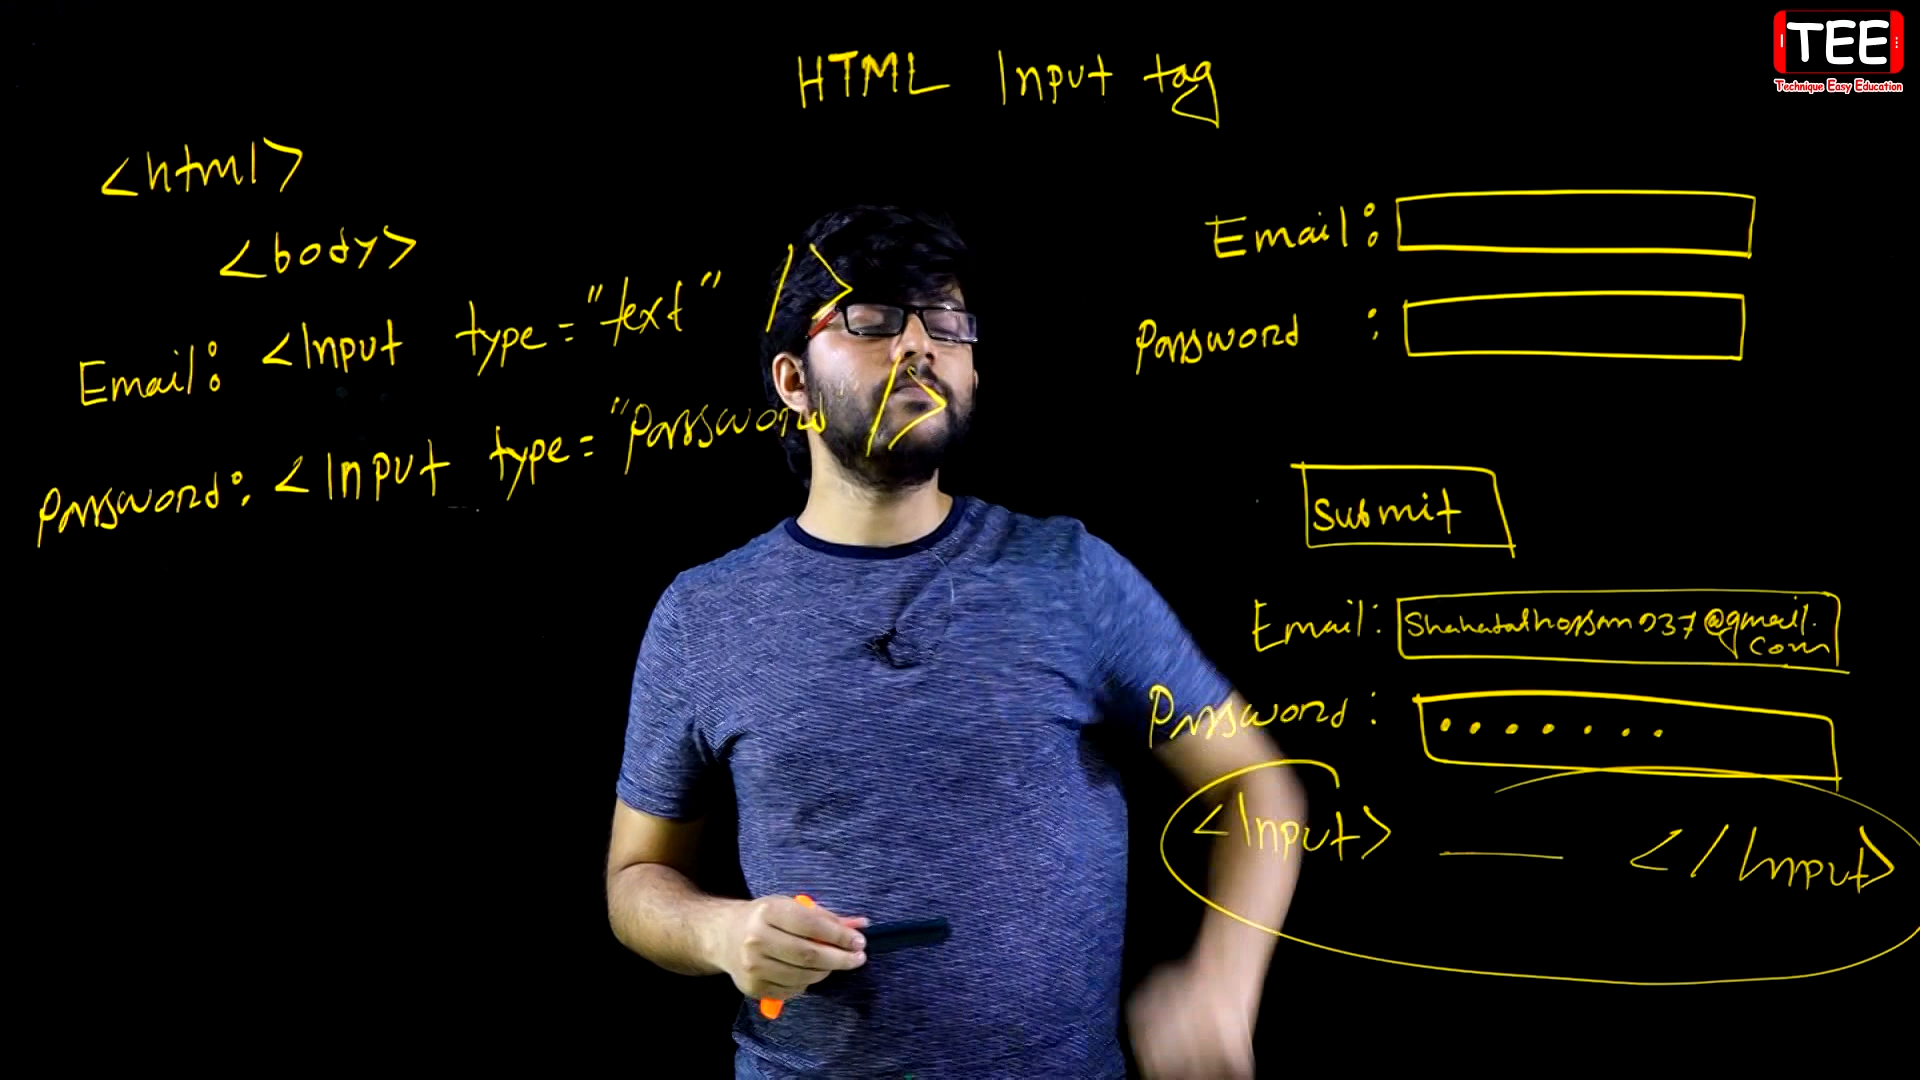 TEE
Technique Easy Education
HTML Input tag
<html>
<body>
Email: <Input type="text" />
Password: <Input type="Password" />
Email:
Password :
Submit
Email:
@gmail.
com
Password: .......
<Input> — </Input>